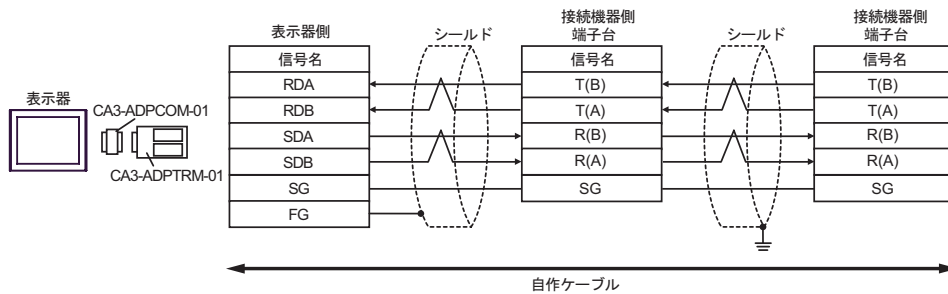 表示器
CA3-ADPCOM-01
CA3-ADPTRM-01
表示器側
信号名
RDA
RDB
SDA
SDB
SG
FG
シールド
接続機器側
端子台
信号名
T(B)
T(A)
R(B)
R(A)
SG
シールド
接続機器側
端子台
信号名
T(B)
T(A)
R(B)
R(A)
SG
自作ケーブル